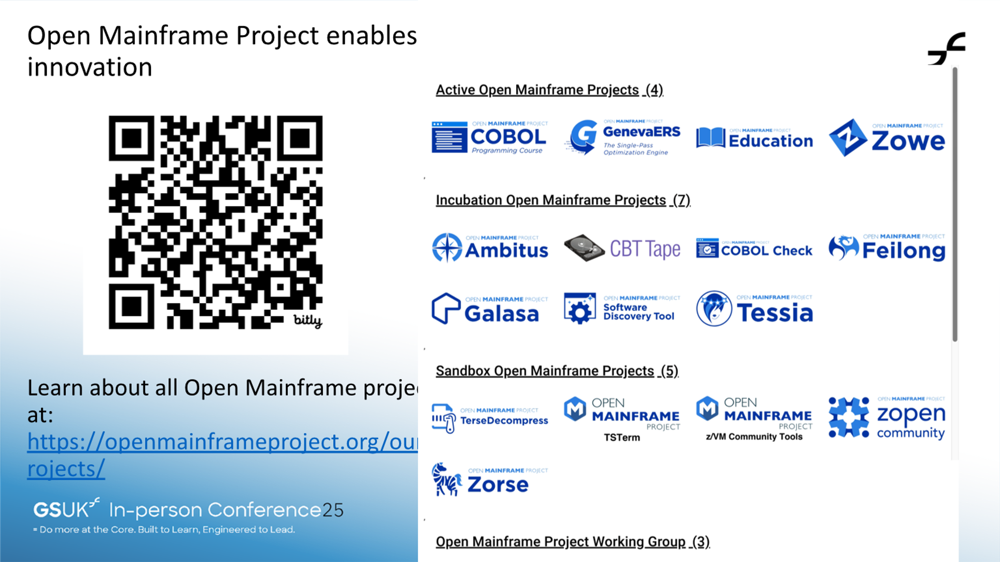 Open Mainframe Project enables
innovation
bitly
Learn about all Open Mainframe projec
at:
https://openmainframeproject.org/our
rojects/
GSUK In-person Conference25
= Do more at the Core. Built to Learn, Engineered to Lead.
Active Open Mainframe Projects (4)
OPEN MAINFRAME PROJECT
COBOL
Programming Course
OPEN MAINFRAME PROJECT
GenevaERS
The Single-Pass
Optimization Engine
OPEN MAINFRAME PROJECT
Education
OPEN MAINFRAME PROJECT
Zowe
Incubation Open Mainframe Projects (7)
OPEN MAINFRAME PROJECT
Ambitus
CBT Tape
OPEN MAINFRAME PROJECT
COBOL Check
OPEN MAINFRAME PROJECT
Feilong
OPEN MAINFRAME PROJECT
Galasa
OPEN MAINFRAME PROJECT
Software
Discovery Tool
OPEN MAINFRAME PROJECT
Tessia
Sandbox Open Mainframe Projects (5)
OPEN MAINFRAME PROJECT
TerseDecompress
OPEN
MAINFRAME
PROJECT
TSTerm
OPEN
MAINFRAME
PROJECT
z/VM Community Tools
OPEN MAINFRAME PROJECT
zopen
community
OPEN MAINFRAME PROJECT
Zorse
Open Mainframe Project Working Group (3)